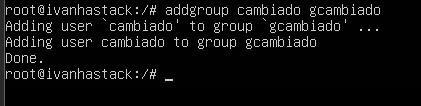 root@ivanhastack:/# addgroup cambiado gcambiado
Adding user `cambiado' to group `gcambiado' ...
Adding user cambiado to group gcambiado
Done.
root@ivanhastack:/# _